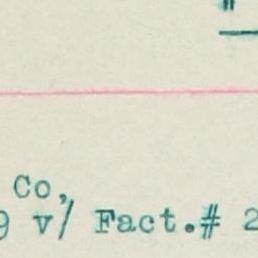 Co,
9 v/ Fact.# 2